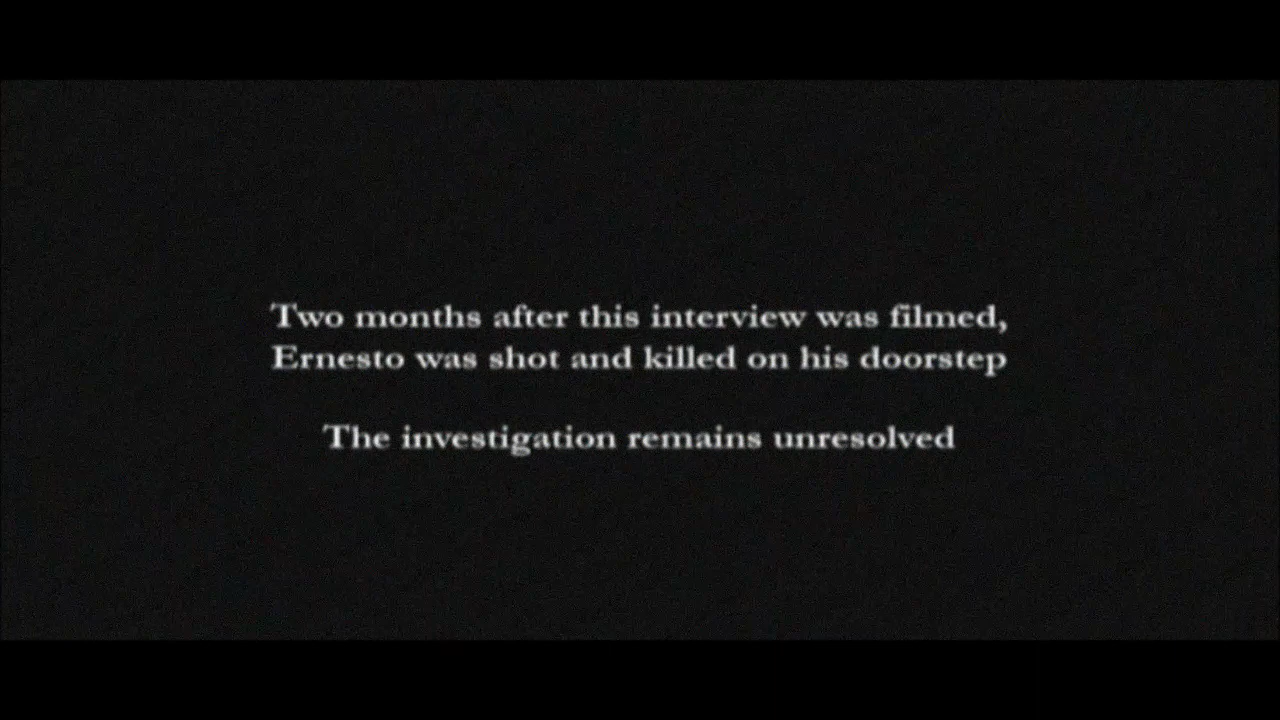 Two months after this interview was filmed,
Ernesto was shot and killed on his doorstep
The investigation remains unresolved